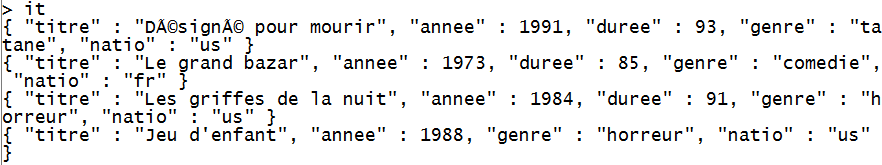 > it
{ "titre" : "DÃ©signÃ© pour mourir", "annee" : 1991, "duree" : 93, "genre" : "ta
tane", "natio" : "us" }
{ "titre" : "Le grand bazar", "annee" : 1973, "duree" : 85, "genre" : "comedie",
 "natio" : "fr" }
{ "titre" : "Les griffes de la nuit", "annee" : 1984, "duree" : 91, "genre" : "h
orreur", "natio" : "us" }
{ "titre" : "Jeu d'enfant", "annee" : 1988, "genre" : "horreur", "natio" : "us"
}